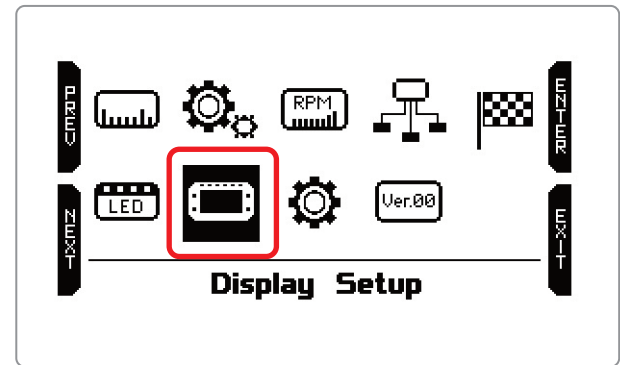 PREV
RPM
ENTER
LED
Ver.00
NEXT
EXIT
Display Setup